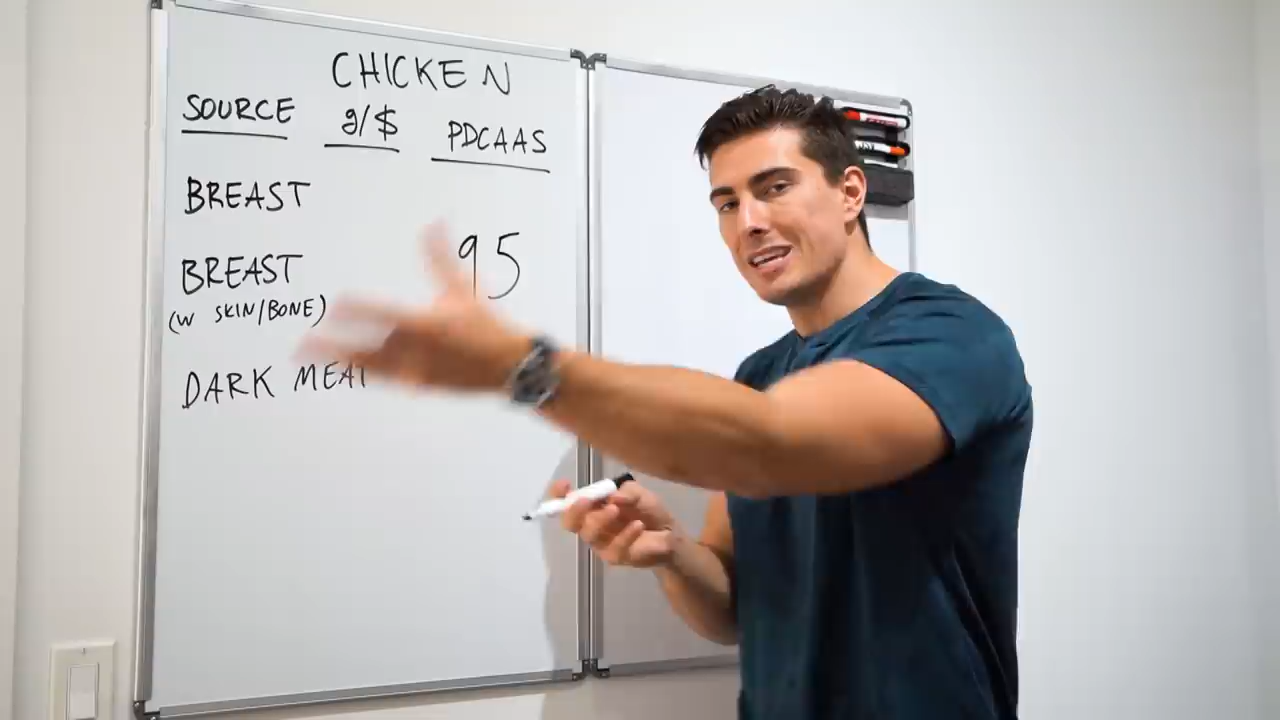 CHICKEN
SOURCE g/$ PDCAAS
BREAST
BREAST 95
(W SKIN/BONE)
DARK MEAT